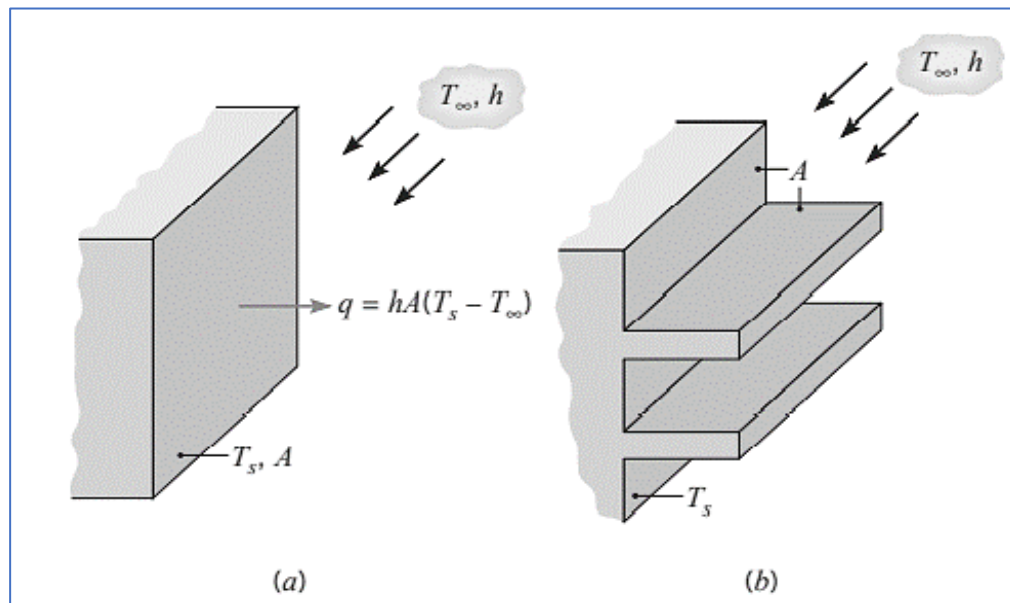 T∞, h
q = hA(Ts – T∞)
Ts, A
(a)
T∞, h
A
Ts
(b)